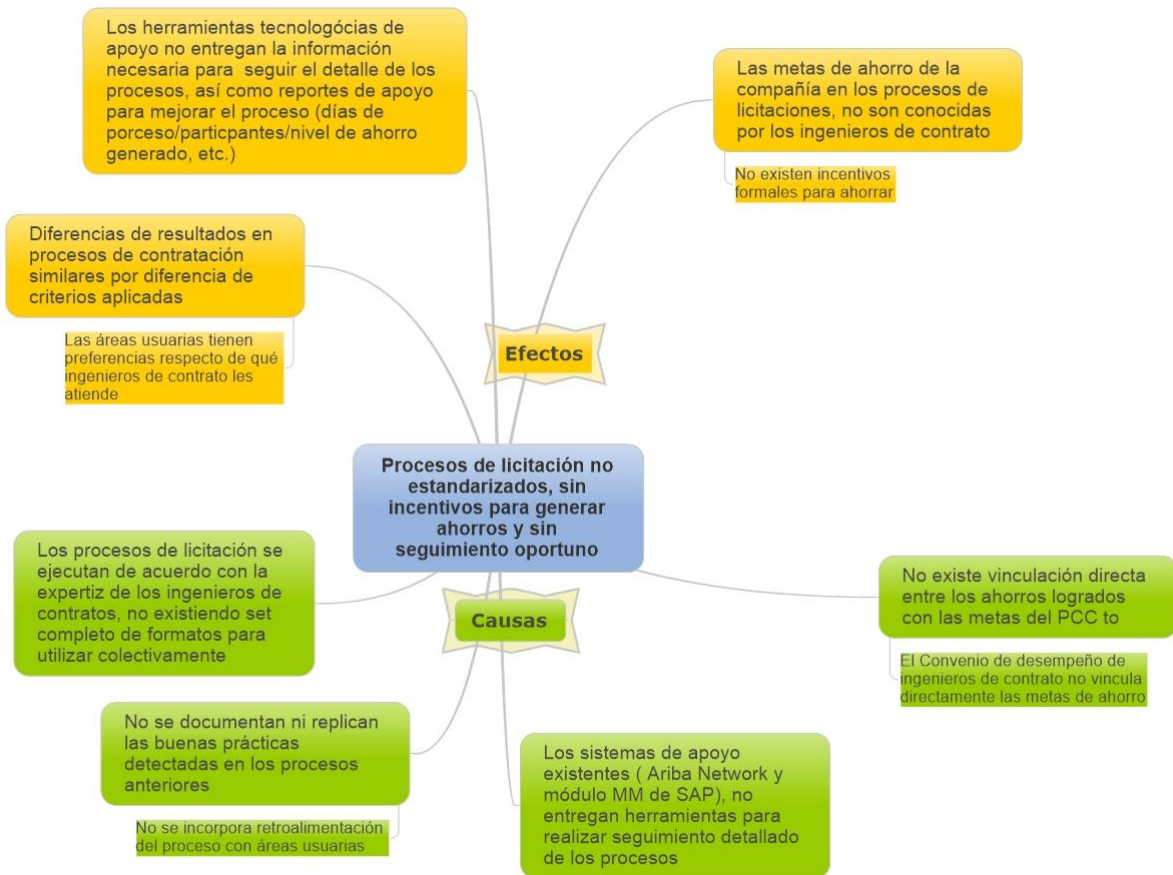 Los herramientas tecnologócias de
apoyo no entregan la información
necesaria para seguir el detalle de los
procesos, así como reportes de apoyo
para mejorar el proceso (días de
porceso/particpantes/nivel de ahorro
generado, etc.)
Las metas de ahorro de la
compañía en los procesos de
licitaciones, no son conocidas
por los ingenieros de contrato
No existen incentivos
formales para ahorrar
Diferencias de resultados en
procesos de contratación
similares por diferencia de
criterios aplicadas
Las áreas usuarias tienen
preferencias respecto de qué
ingenieros de contrato les
atiende
Efectos
Procesos de licitación no
estandarizados, sin
incentivos para generar
ahorros y sin
seguimiento oportuno
Los procesos de licitación se
ejecutan de acuerdo con la
expertiz de los ingenieros de
contratos, no existiendo set
completo de formatos para
utilizar colectivamente
Causas
No existe vinculación directa
entre los ahorros logrados
con las metas del PCC to
El Convenio de desempeño de
ingenieros de contrato no vincula
directamente las metas de ahorro
No se documentan ni replican
las buenas prácticas
detectadas en los procesos
anteriores
No se incorpora retroalimentación
del proceso con áreas usuarias
Los sistemas de apoyo
existentes ( Ariba Network y
módulo MM de SAP), no
entregan herramientas para
realizar seguimiento detallado
de los procesos